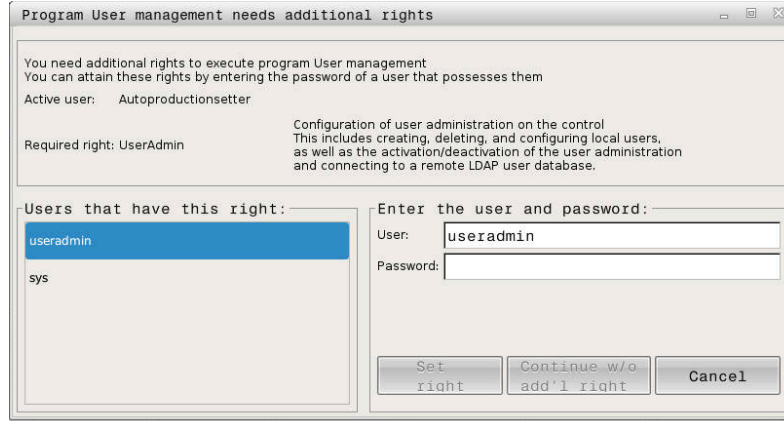 Program User management needs additional rights
You need additional rights to execute program User management
You can attain these rights by entering the password of a user that possesses them
Active user: Autoproductionsetter
Required right: UserAdmin
Configuration of user administration on the control
This includes creating, deleting, and configuring local users,
as well as the activation/deactivation of the user administration
and connecting to a remote LDAP user database.
Users that have this right:
useradmin
sys
Enter the user and password:
User: useradmin
Password:
Set
right
Continue w/o
add'l right
Cancel